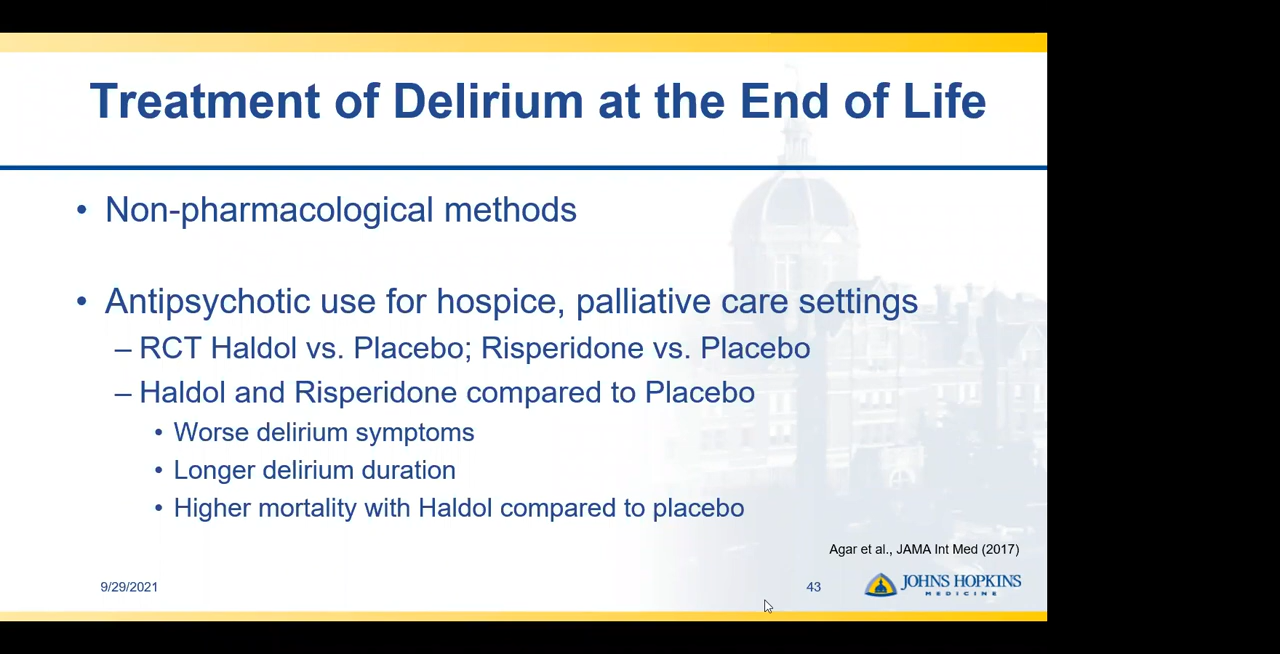 Treatment of Delirium at the End of Life
• Non-pharmacological methods
• Antipsychotic use for hospice, palliative care settings
– RCT Haldol vs. Placebo; Risperidone vs. Placebo
– Haldol and Risperidone compared to Placebo
• Worse delirium symptoms
• Longer delirium duration
• Higher mortality with Haldol compared to placebo
Agar et al., JAMA Int Med (2017)
9/29/2021
43
JOHNS HOPKINS
MEDICINE